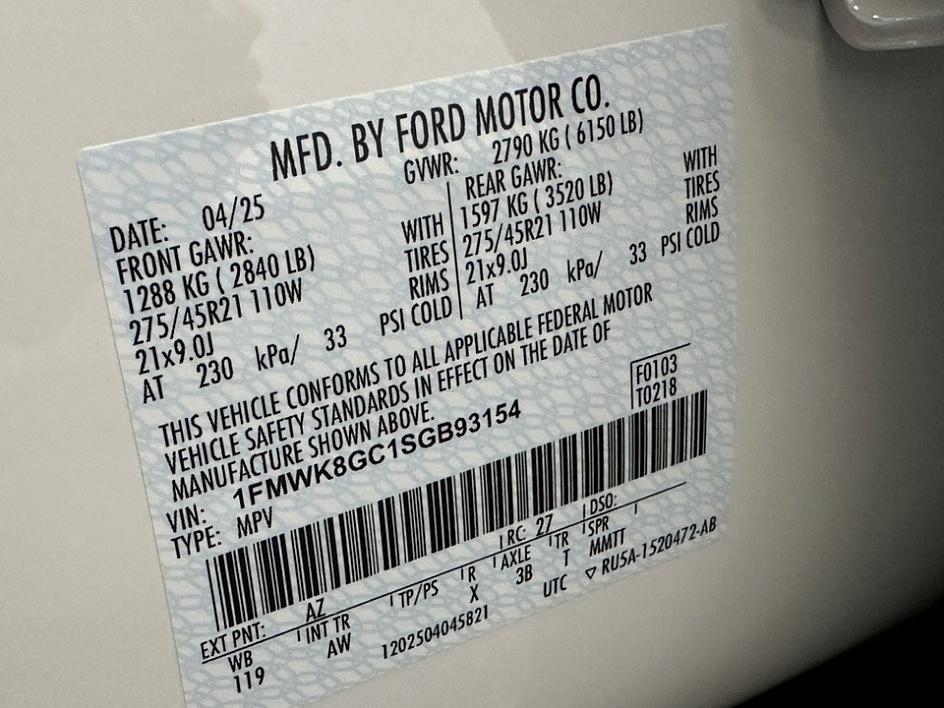 MFD. BY FORD MOTOR CO.
DATE: 04/25 GVWR: 2790 KG ( 6150 LB)
FRONT GAWR: REAR GAWR:
1288 KG ( 2840 LB) WITH 1597 KG ( 3520 LB) WITH
275/45R21 110W TIRES 275/45R21 110W TIRES
21x9.0J RIMS 21x9.0J RIMS
AT 230 kPa/ 33 PSI COLD AT 230 kPa/ 33 PSI COLD
THIS VEHICLE CONFORMS TO ALL APPLICABLE FEDERAL MOTOR
VEHICLE SAFETY STANDARDS IN EFFECT ON THE DATE OF
MANUFACTURE SHOWN ABOVE.
VIN: 1FMWK8GC1SGB93154
TYPE: MPV
F0103
T0218
EXT PNT: AZ RC: 27 DSO:
WB INT TR TP/PS R AXLE TR SPR
119 AW X 3B T MMTT
1202504045821 UTC ▽ RU5A-1520472-AB